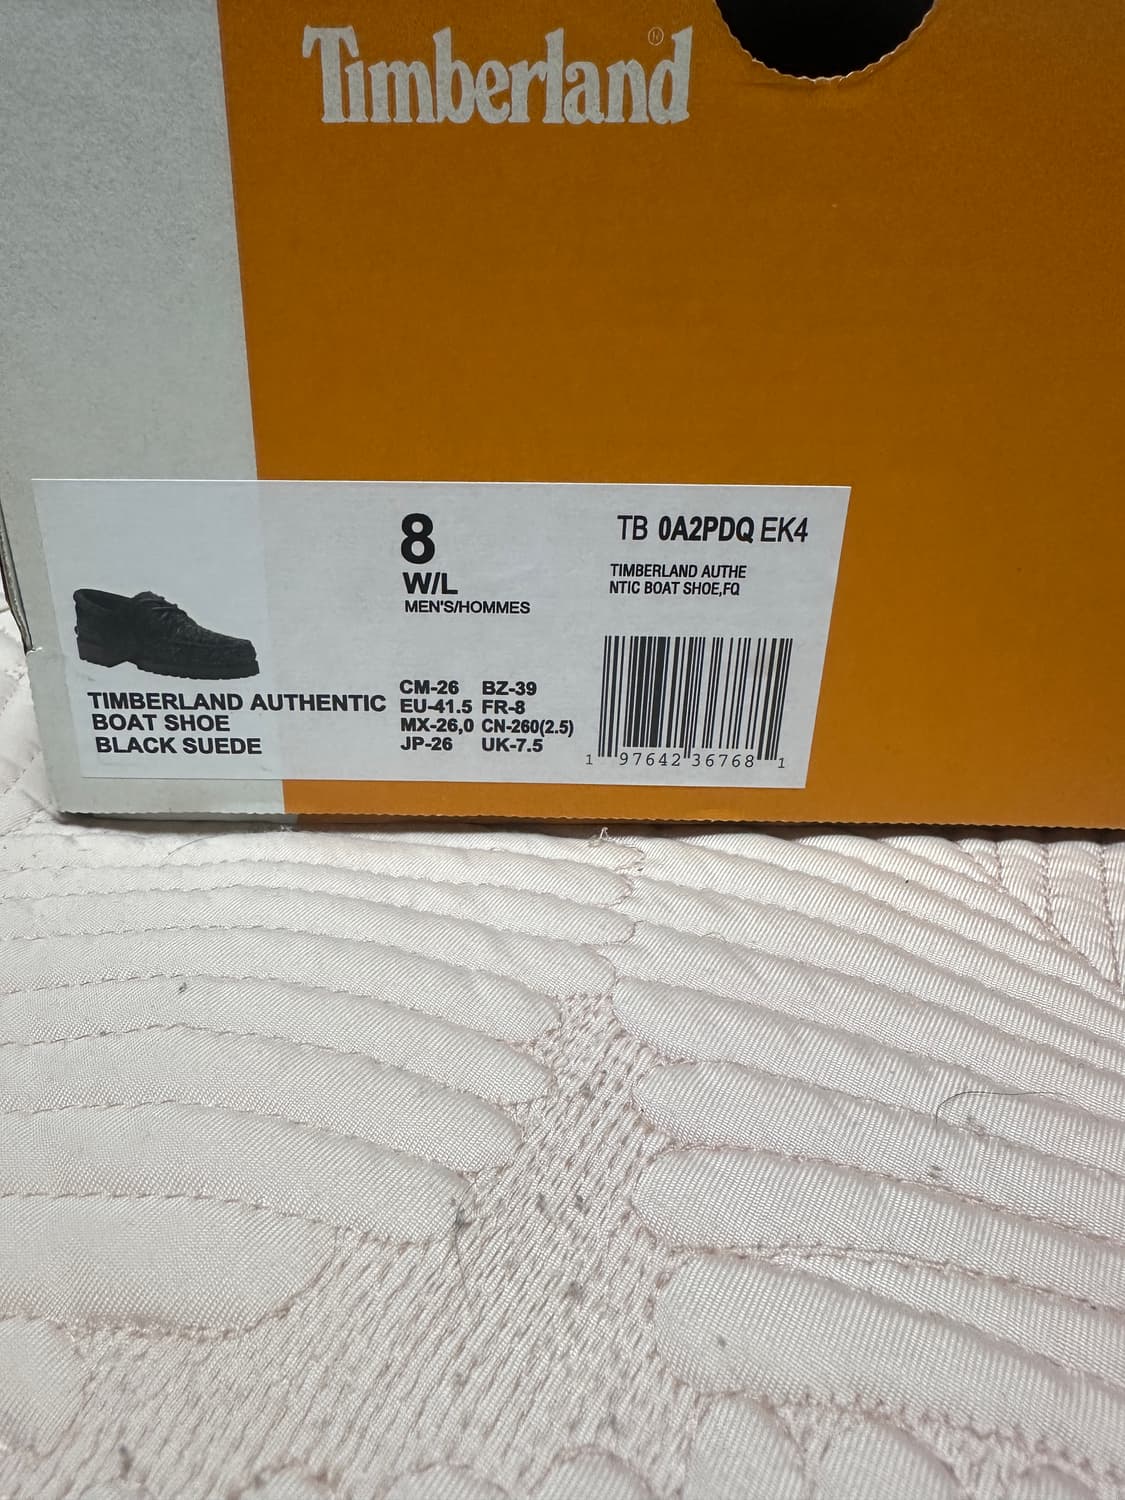 Timberland®
8
W/L
MEN'S/HOMMES
TB 0A2PDQ EK4
TIMBERLAND AUTHE
NTIC BOAT SHOE,FQ
TIMBERLAND AUTHENTIC
BOAT SHOE
BLACK SUEDE
CM-26 BZ-39
EU-41.5 FR-8
MX-26,0 CN-260(2.5)
JP-26 UK-7.5
1 97642 36768 1